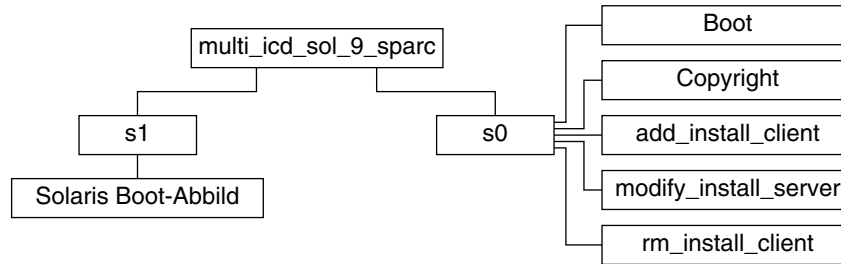 multi_icd_sol_9_sparc
s1
Solaris Boot-Abbild
s0
Boot
Copyright
add_install_client
modify_install_server
rm_install_client